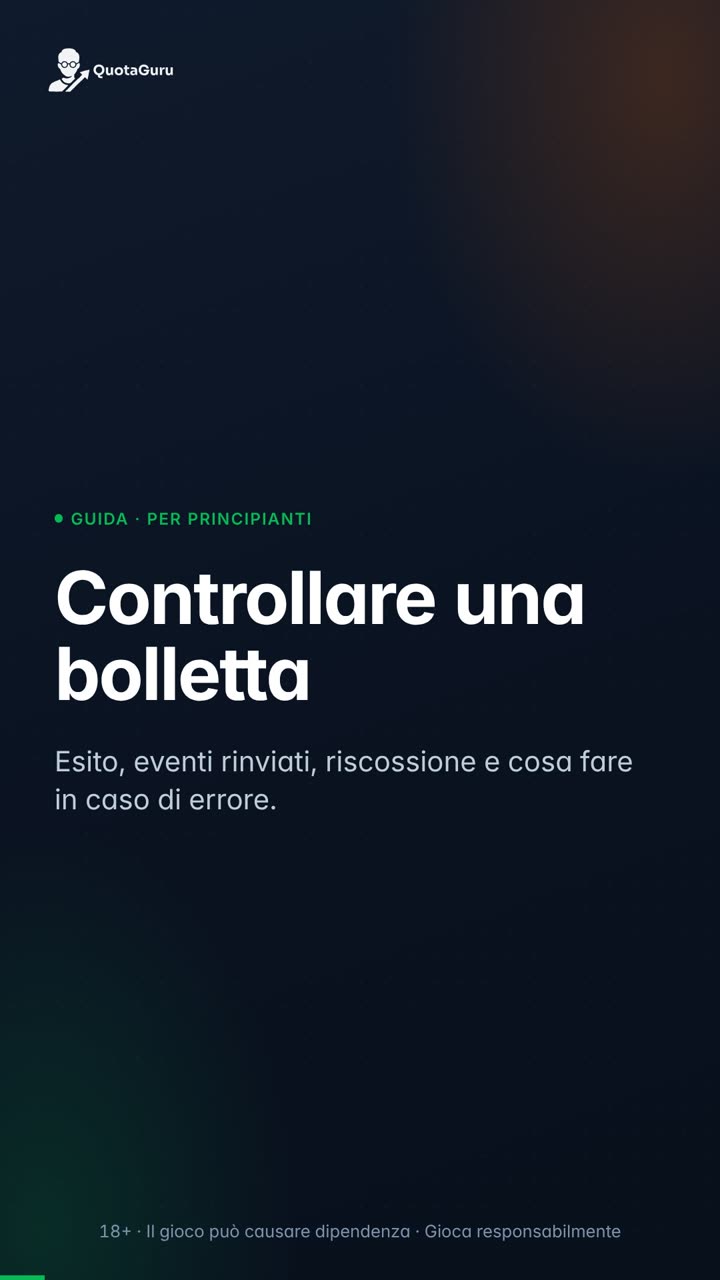 QuotaGuru
GUIDA · PER PRINCIPIANTI
Controllare una
bolletta
Esito, eventi rinviati, riscossione e cosa fare
in caso di errore.
18+ · Il gioco può causare dipendenza · Gioca responsabilmente